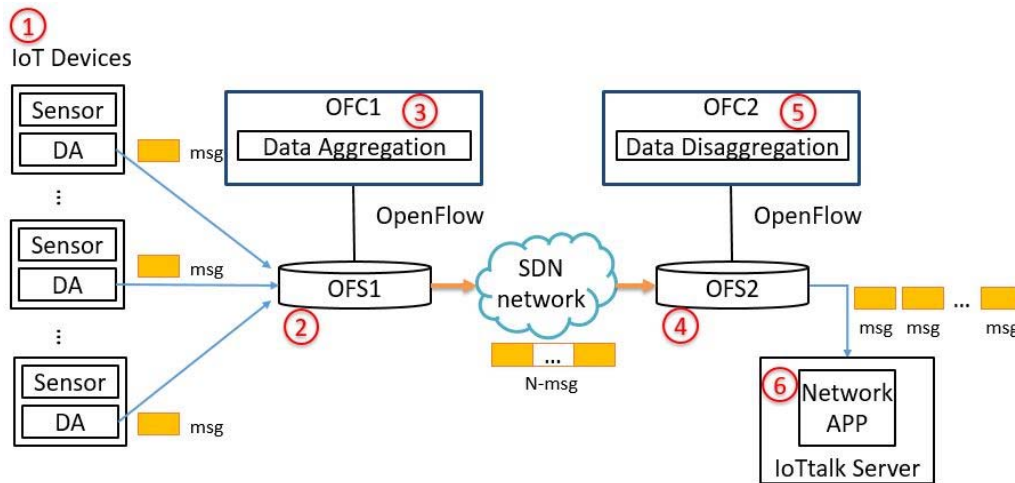 1
IoT Devices
Sensor
DA
msg
...
Sensor
DA
msg
...
Sensor
DA
msg
OFC1
3
Data Aggregation
OpenFlow
OFS1
2
SDN
network
...
N-msg
OFC2
5
Data Disaggregation
OpenFlow
OFS2
4
...
msg msg msg
6
Network
APP
IoTtalk Server